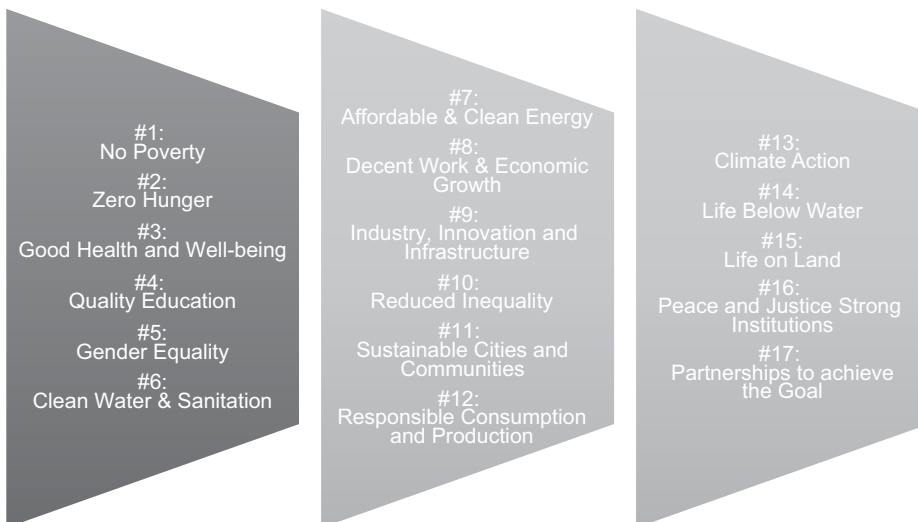 #1:
No Poverty
#2:
Zero Hunger
#3:
Good Health and Well-being
#4:
Quality Education
#5:
Gender Equality
#6:
Clean Water & Sanitation
#7:
Affordable & Clean Energy
#8:
Decent Work & Economic
Growth
#9:
Industry, Innovation and
Infrastructure
#10:
Reduced Inequality
#11:
Sustainable Cities and
Communities
#12:
Responsible Consumption
and Production
#13:
Climate Action
#14:
Life Below Water
#15:
Life on Land
#16:
Peace and Justice Strong
Institutions
#17:
Partnerships to achieve
the Goal